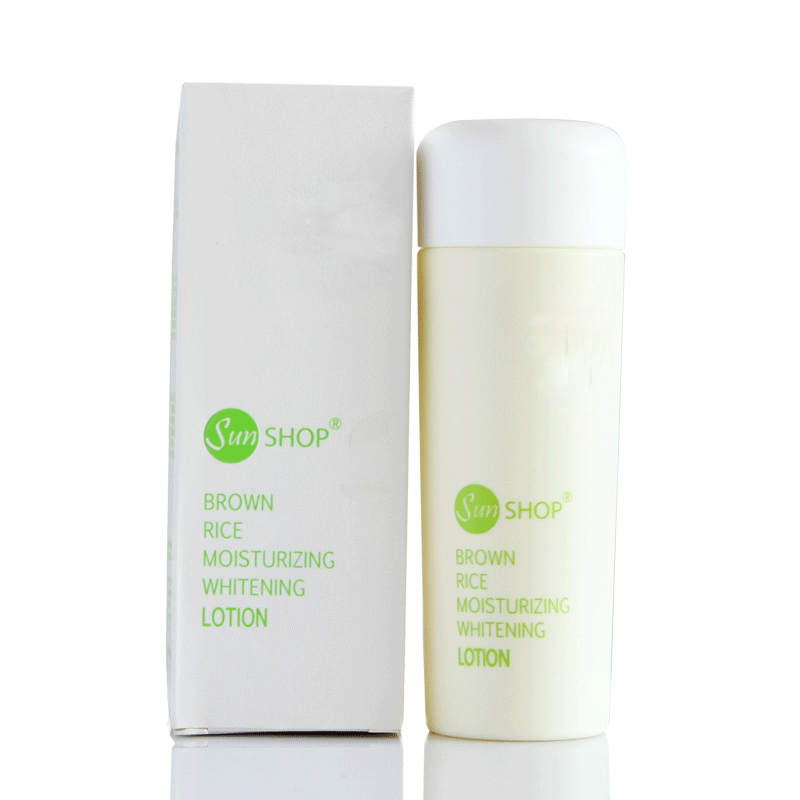 Sun SHOP®
BROWN
RICE
MOISTURIZING
WHITENING
LOTION
Sun SHOP®
BROWN
RICE
MOISTURIZING
WHITENING
LOTION